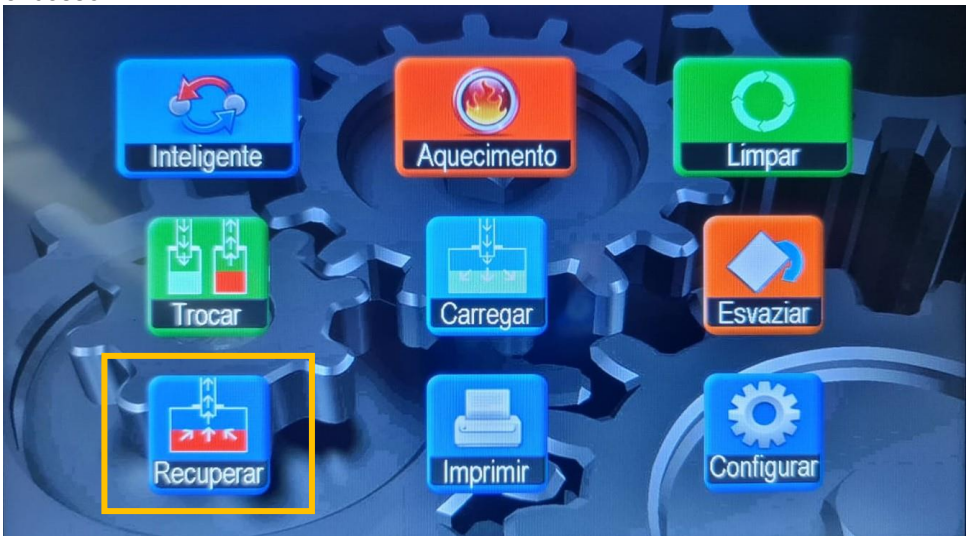 Inteligente
Aquecimento
Limpar
Trocar
Carregar
Esvaziar
Recuperar
Imprimir
Configurar